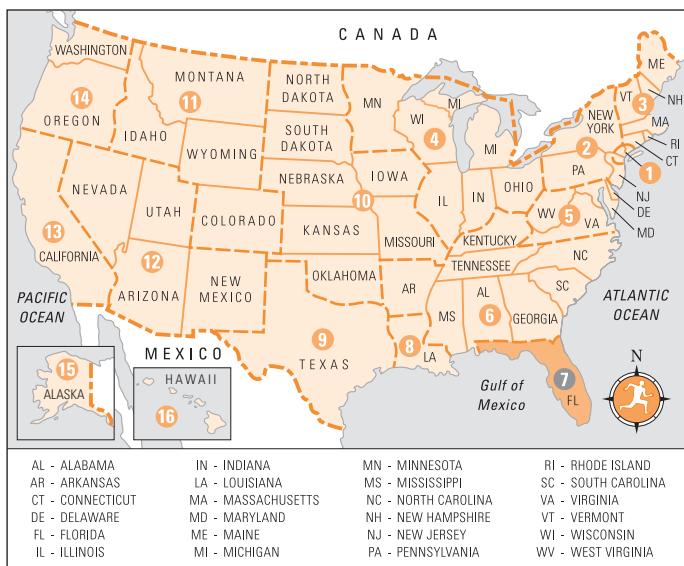 CANADA
WASHINGTON
MONTANA
NORTH
DAKOTA
MN
ME
VT
NH
14
OREGON
11
IDAHO
SOUTH
DAKOTA
WI
MI
4
MI
NEW
YORK
3
MA
RI
CT
WYOMING
2
1
NEVADA
UTAH
NEBRASKA
IOWA
10
IL
IN
OHIO
PA
NJ
DE
MD
COLORADO
KANSAS
MISSOURI
WV
5
VA
KENTUCKY
13
CALIFORNIA
12
ARIZONA
NEW
MEXICO
OKLAHOMA
AR
TENNESSEE
NC
SC
PACIFIC
OCEAN
ATLANTIC
OCEAN
9
TEXAS
8
LA
MS
AL
6
GEORGIA
MEXICO
15
ALASKA
HAWAII
16
Gulf of
Mexico
7
FL
N
AL - ALABAMA
AR - ARKANSAS
CT - CONNECTICUT
DE - DELAWARE
FL - FLORIDA
IL - ILLINOIS
IN - INDIANA
LA - LOUISIANA
MA - MASSACHUSETTS
MD - MARYLAND
ME - MAINE
MI - MICHIGAN
MN - MINNESOTA
MS - MISSISSIPPI
NC - NORTH CAROLINA
NH - NEW HAMPSHIRE
NJ - NEW JERSEY
PA - PENNSYLVANIA
RI - RHODE ISLAND
SC - SOUTH CAROLINA
VA - VIRGINIA
VT - VERMONT
WI - WISCONSIN
WV - WEST VIRGINIA